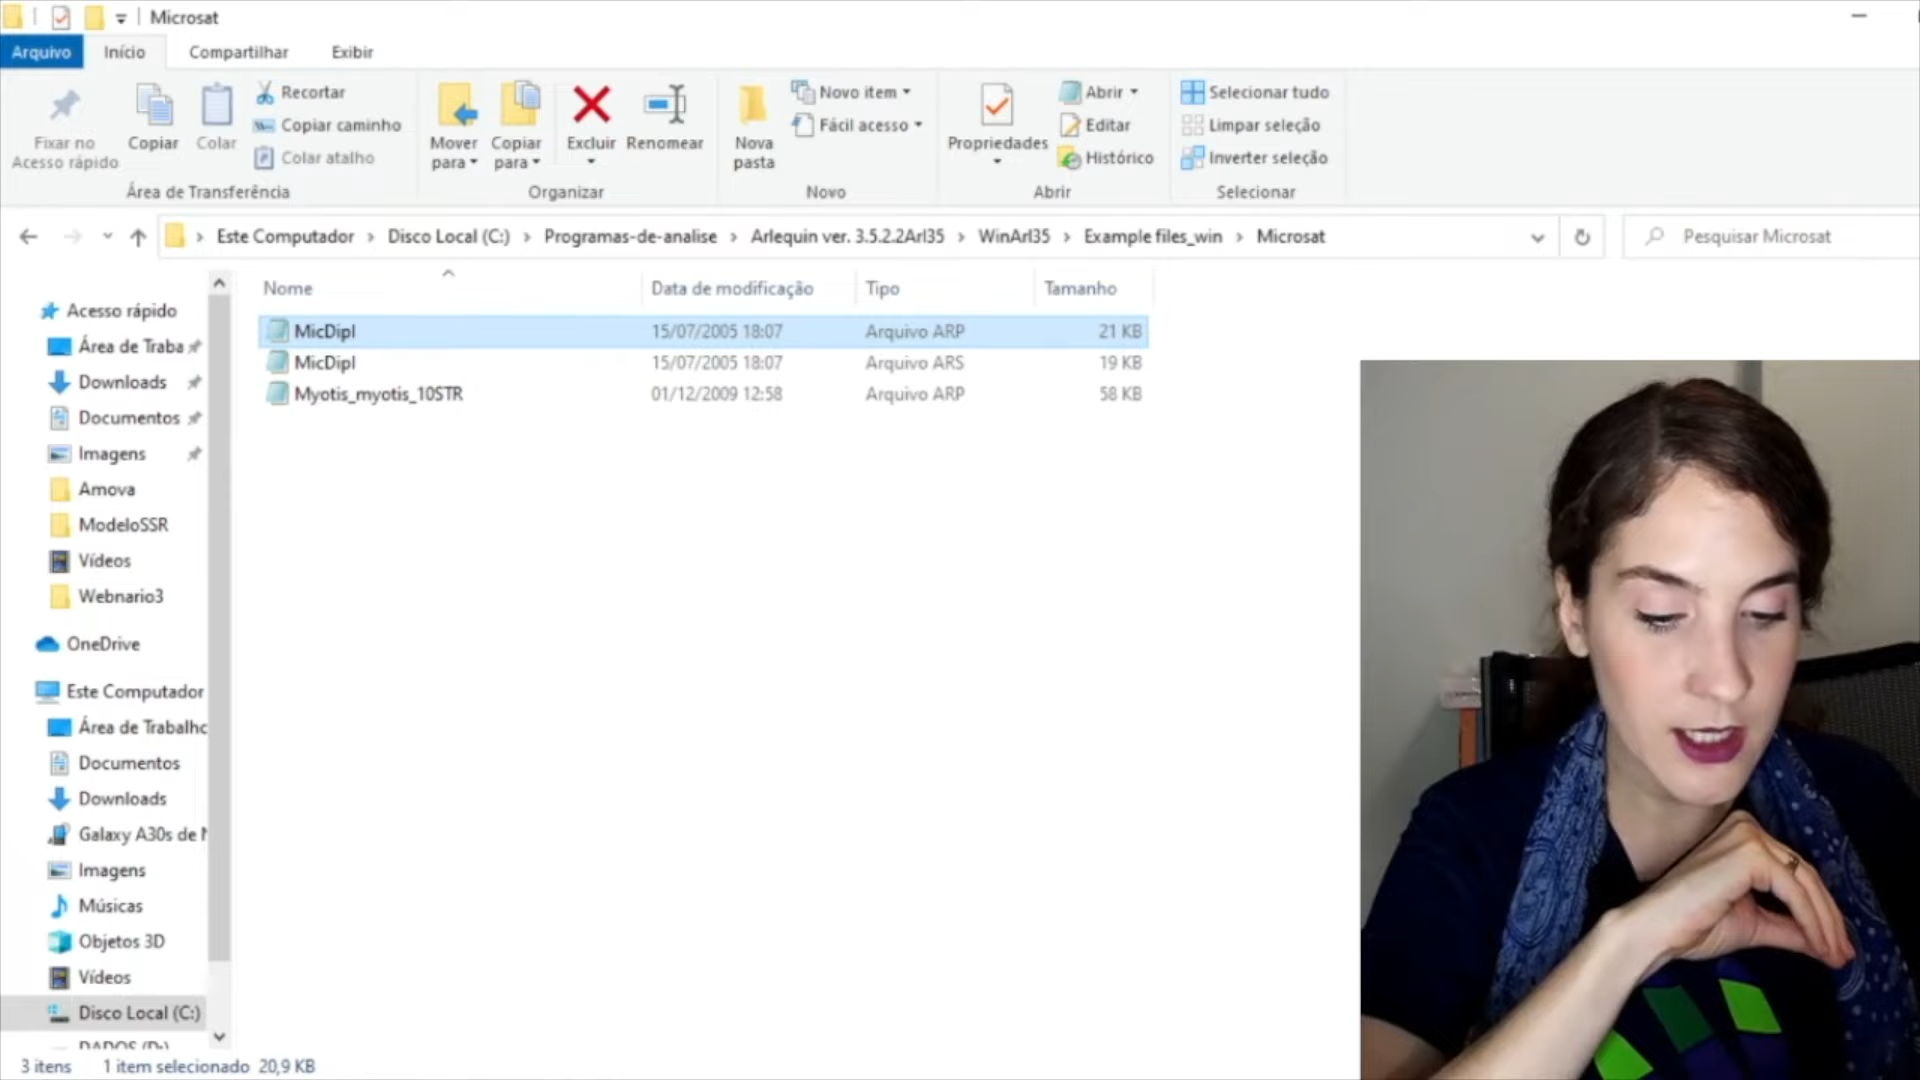 Microsat
Arquivo Início Compartilhar Exibir
Fixar no Acesso rápido
Copiar
Colar
Recortar
Copiar caminho
Colar atalho
Área de Transferência
Mover para
Copiar para
Excluir
Renomear
Organizar
Nova pasta
Novo item
Fácil acesso
Novo
Propriedades
Abrir
Editar
Histórico
Abrir
Selecionar tudo
Limpar seleção
Inverter seleção
Selecionar
Este Computador > Disco Local (C:) > Programas-de-analise > Arlequin ver. 3.5.2.2Arl35 > WinArl35 > Example files_win > Microsat
Pesquisar Microsat
Nome Data de modificação Tipo Tamanho
MicDipl 15/07/2005 18:07 Arquivo ARP 21 KB
MicDipl 15/07/2005 18:07 Arquivo ARS 19 KB
Myotis_myotis_10STR 01/12/2009 12:58 Arquivo ARP 58 KB
Acesso rápido
Área de Traba
Downloads
Documentos
Imagens
Amova
ModeloSSR
Vídeos
Webnario3
OneDrive
Este Computador
Área de Trabalho
Documentos
Downloads
Galaxy A30s de
Imagens
Músicas
Objetos 3D
Vídeos
Disco Local (C:)
DADOS (D:)
3 itens 1 item selecionado 20,9 KB